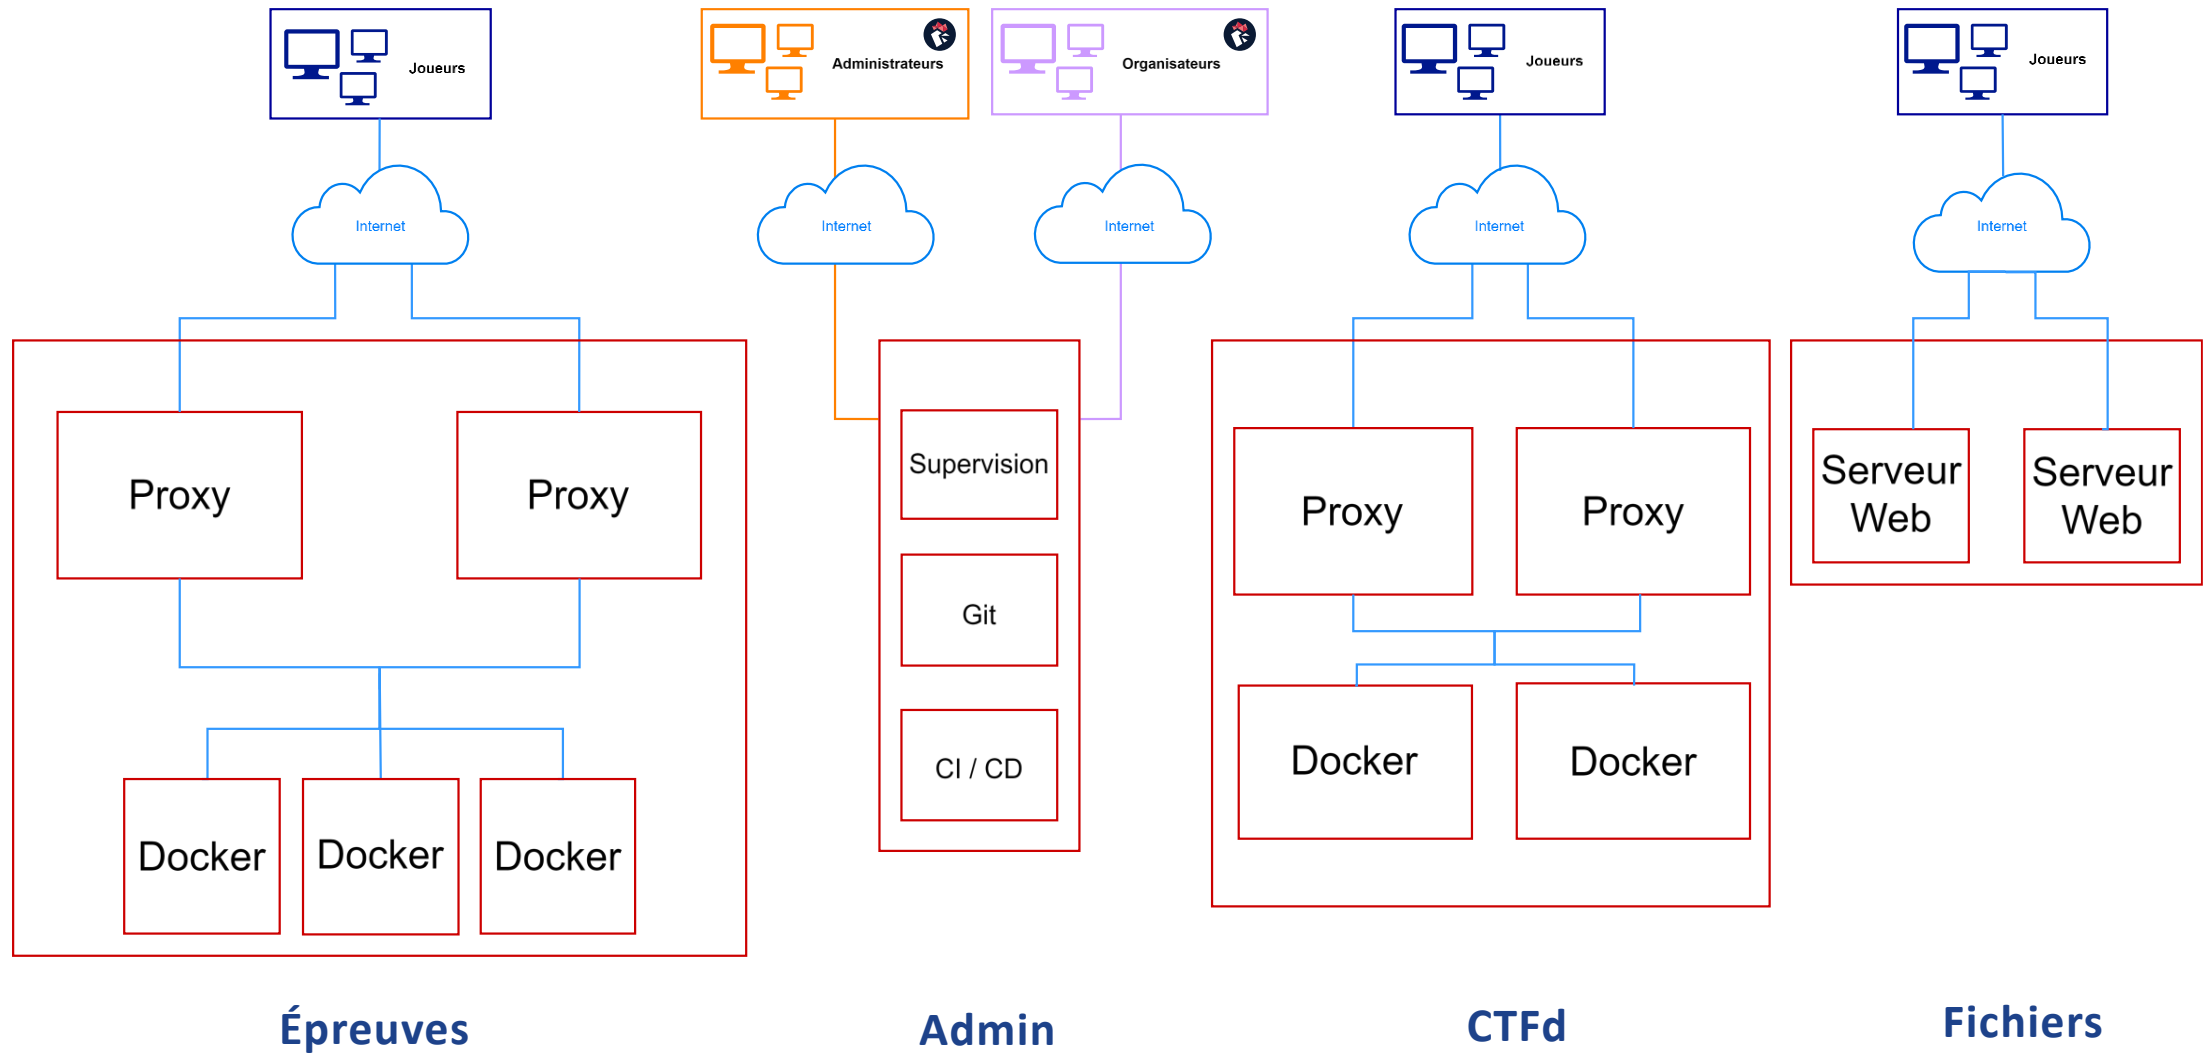 Joueurs
Administrateurs
Organisateurs
Joueurs
Joueurs
Internet
Internet
Internet
Internet
Internet
Proxy
Proxy
Docker
Docker
Docker
Supervision
Git
CI / CD
Proxy
Proxy
Docker
Docker
Serveur
Web
Serveur
Web
Épreuves
Admin
CTFd
Fichiers